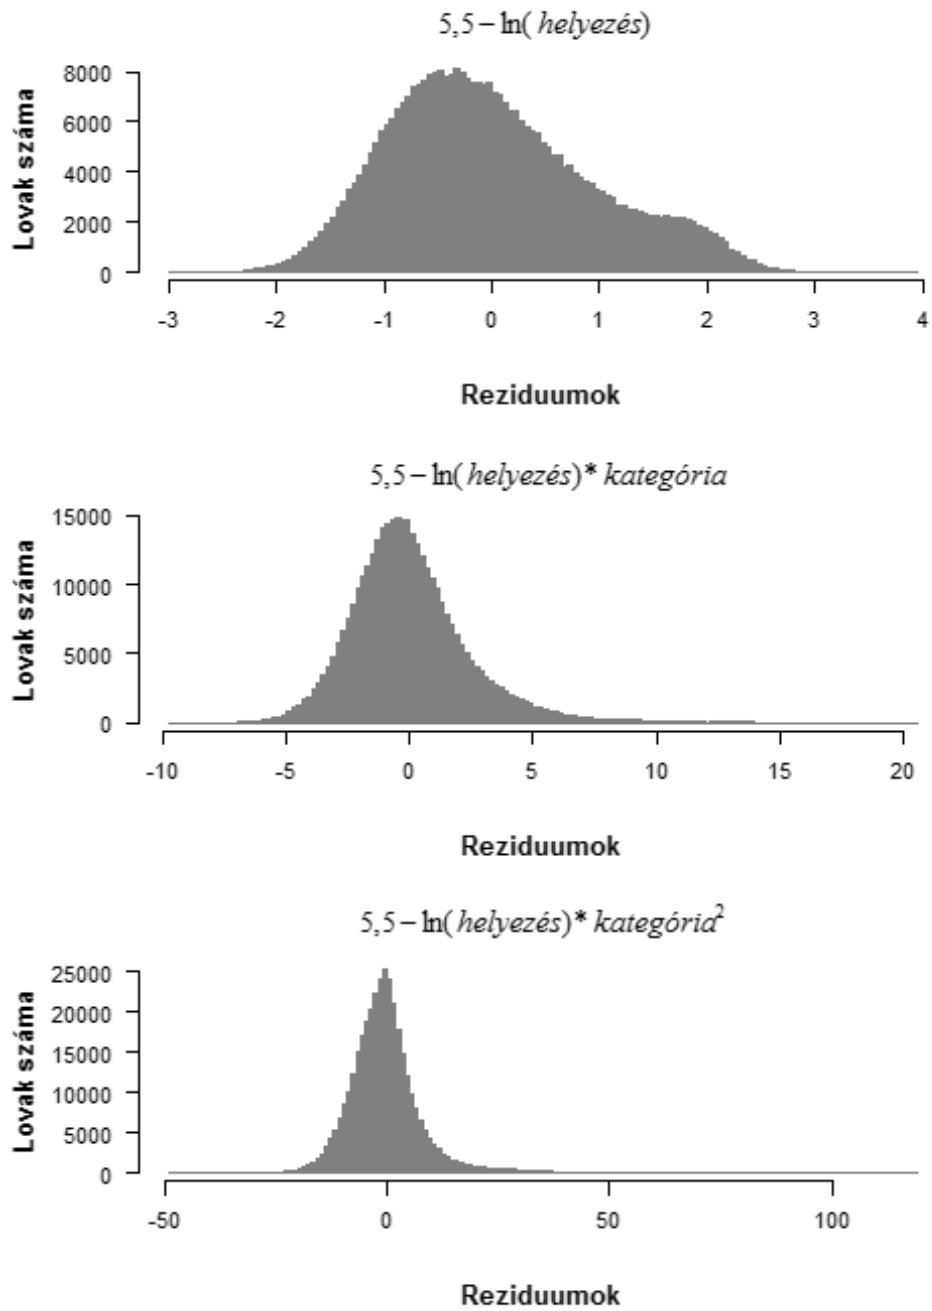 5,5 – ln( helyezés)
Lovak száma
8000
6000
4000
2000
0
-3 -2 -1 0 1 2 3 4
Reziduumok
5,5 – ln( helyezés)* kategória
Lovak száma
15000
10000
5000
0
-10 -5 0 5 10 15 20
Reziduumok
5,5 – ln( helyezés)* kategória²
Lovak száma
25000
20000
15000
10000
5000
0
-50 0 50 100
Reziduumok